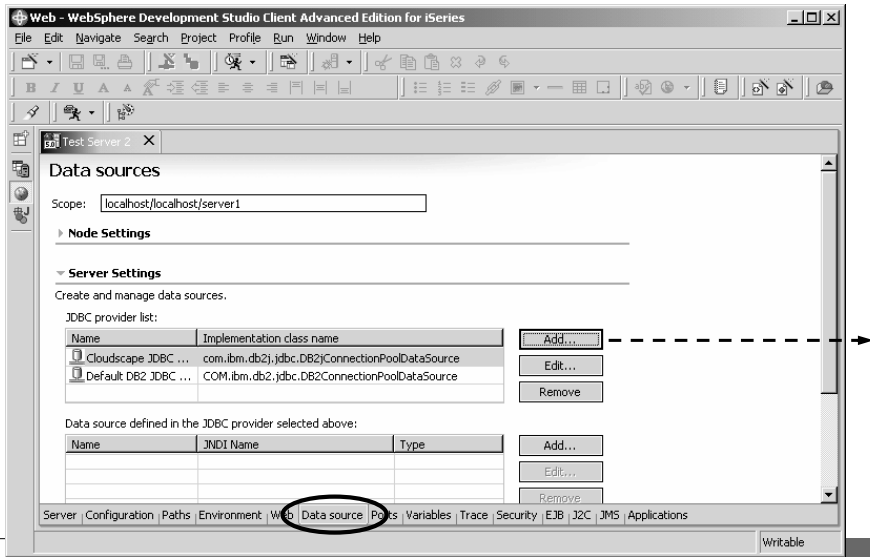 Web - WebSphere Development Studio Client Advanced Edition for iSeries
File Edit Navigate Search Project Profile Run Window Help
B I U A A
Test Server 2 X
Data sources
Scope: localhost/localhost/server1
Node Settings
Server Settings
Create and manage data sources.
JDBC provider list:
Name Implementation class name
Add...
Cloudscape JDBC ... com.ibm.db2j.jdbc.DB2jConnectionPoolDataSource
Edit...
Default DB2 JDBC ... COM.ibm.db2.jdbc.DB2ConnectionPoolDataSource
Remove
Data source defined in the JDBC provider selected above:
Name JNDI Name Type
Add...
Edit...
Remove
Server Configuration Paths Environment Web Data source Ports Variables Trace Security EJB J2C JMS Applications
Writable